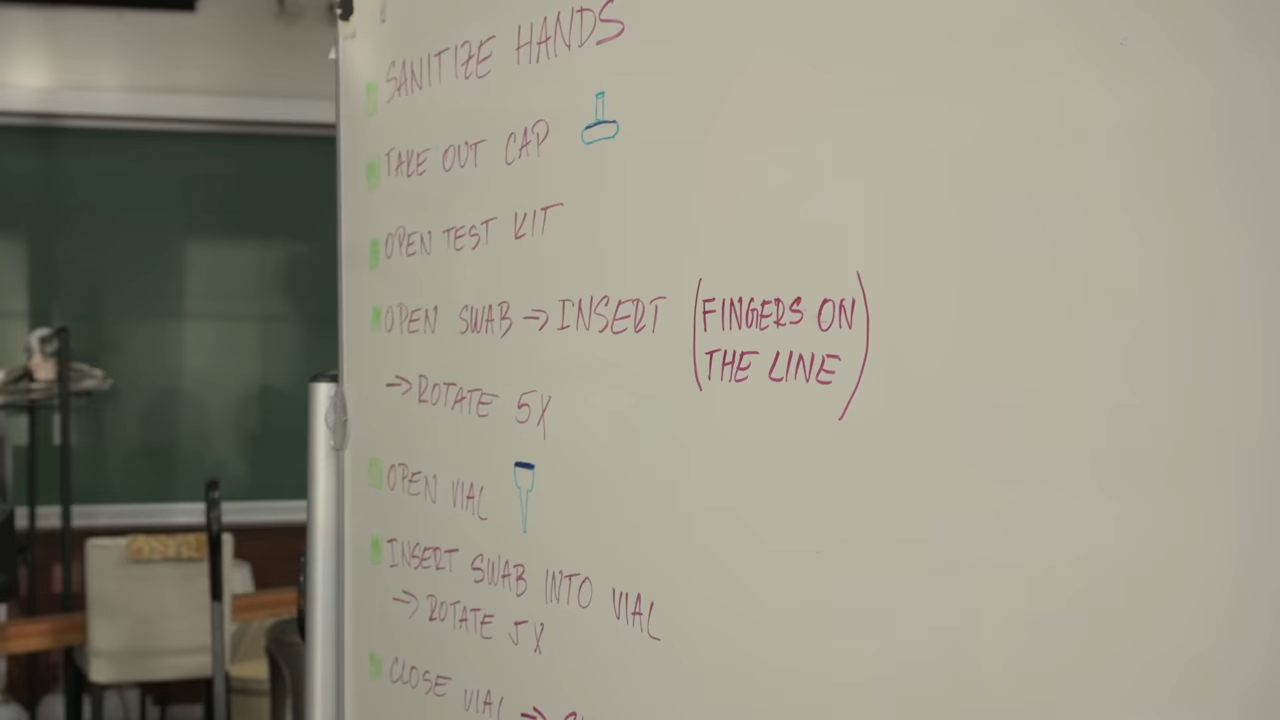 SANITIZE HANDS
TAKE OUT CAP
OPEN TEST KIT
OPEN SWAB → INSERT (FINGERS ON
THE LINE)
→ ROTATE 5X
OPEN VIAL
INSERT SWAB INTO VIAL
→ ROTATE 5X
CLOSE VIAL →